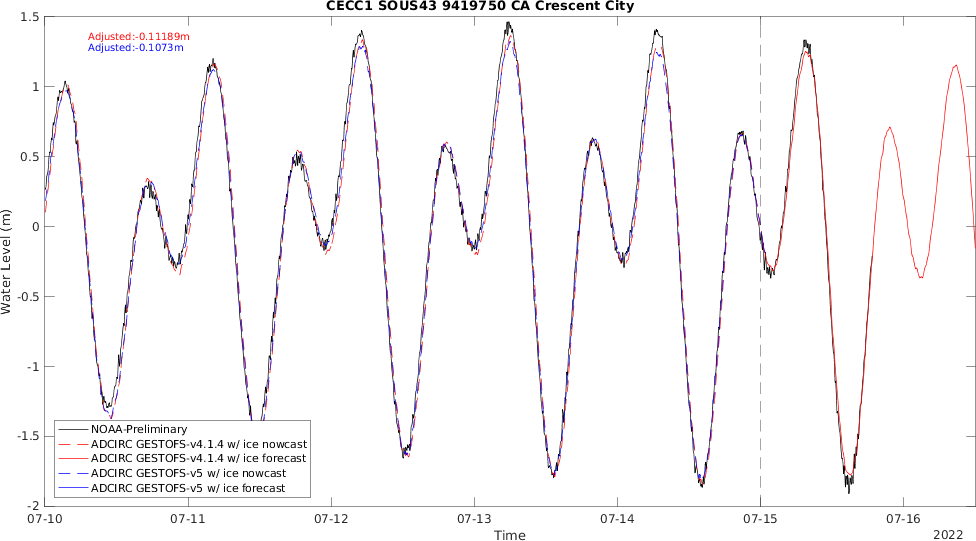 CECC1 SOUS43 9419750 CA Crescent City
Adjusted:-0.11189m
Adjusted:-0.1073m
1.5
1
0.5
0
-0.5
-1
-1.5
-2
Water Level (m)
NOAA-Preliminary
ADCIRC GESTOFS-v4.1.4 w/ ice nowcast
ADCIRC GESTOFS-v4.1.4 w/ ice forecast
ADCIRC GESTOFS-v5 w/ ice nowcast
ADCIRC GESTOFS-v5 w/ ice forecast
07-10 07-11 07-12 07-13 07-14 07-15 07-16
Time
2022